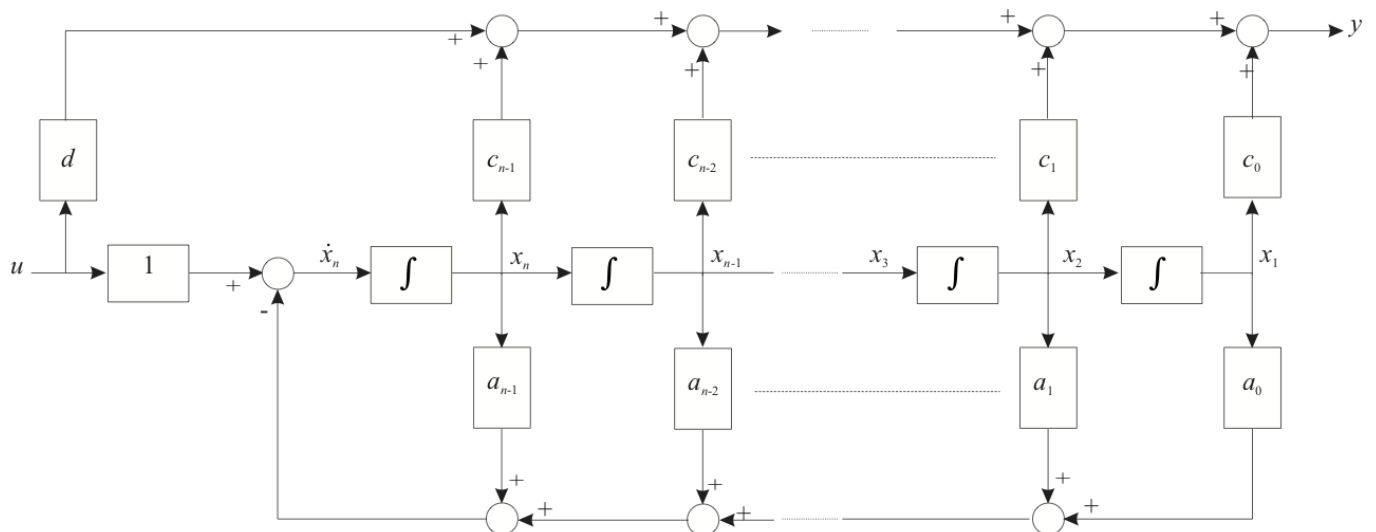 + + + + y
+ + + +
d c_{n-1} c_{n-2} c_1 c_0
u 1 + - ẋ_n ∫ x_n ∫ x_{n-1} x_3 ∫ x_2 ∫ x_1
a_{n-1} a_{n-2} a_1 a_0
+ + +
+ + +